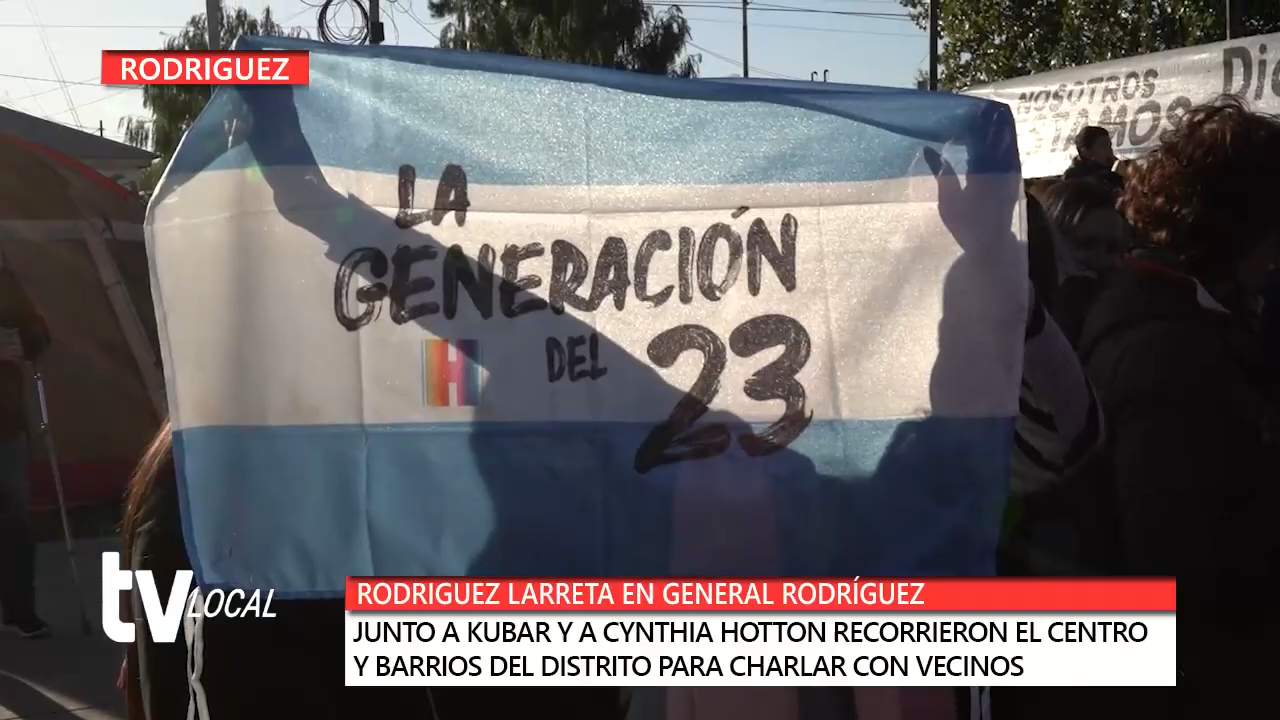 RODRIGUEZ
NOSOTROS
ESTAMOS
LA
GENERACIÓN
DEL 23
H
tv LOCAL
RODRIGUEZ LARRETA EN GENERAL RODRÍGUEZ
JUNTO A KUBAR Y A CYNTHIA HOTTON RECORRIERON EL CENTRO
Y BARRIOS DEL DISTRITO PARA CHARLAR CON VECINOS